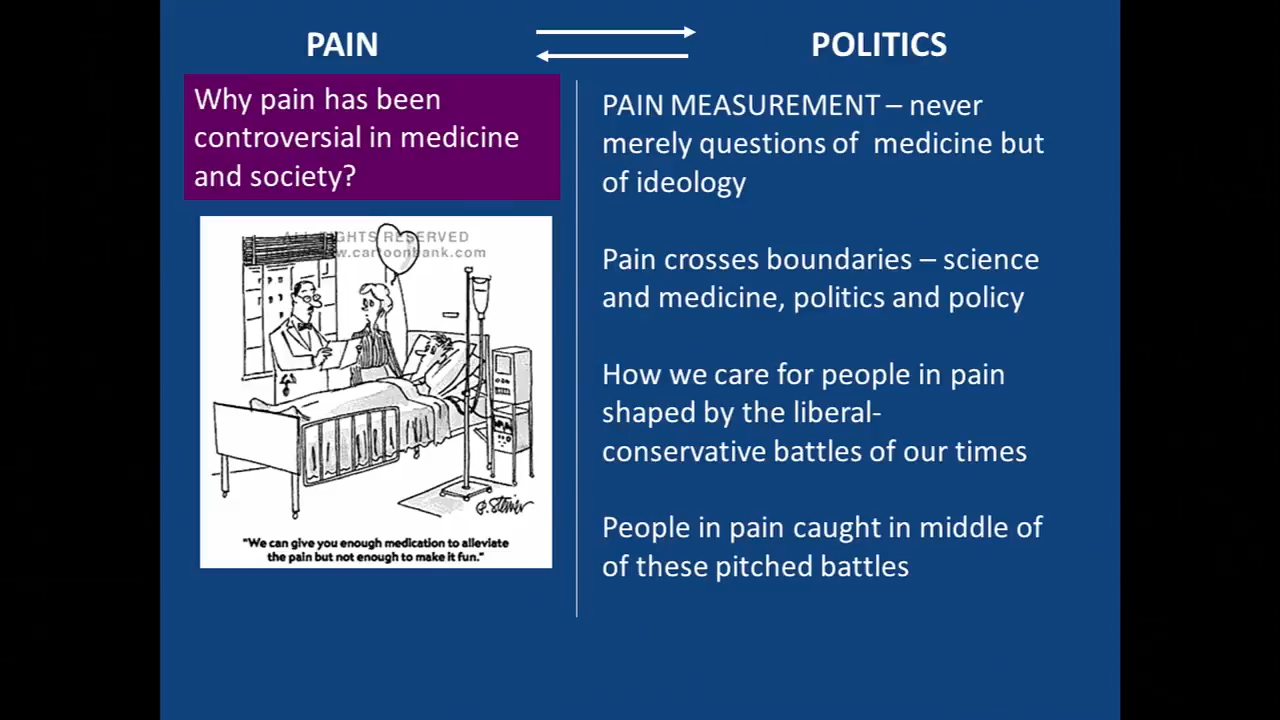 PAIN
POLITICS
Why pain has been
controversial in medicine
and society?
ALL RIGHTS RESERVED
www.cartoonbank.com
P. Steiner
"We can give you enough medication to alleviate
the pain but not enough to make it fun."
PAIN MEASUREMENT – never
merely questions of  medicine but
of ideology
Pain crosses boundaries – science
and medicine, politics and policy
How we care for people in pain
shaped by the liberal-
conservative battles of our times
People in pain caught in middle of
of these pitched battles